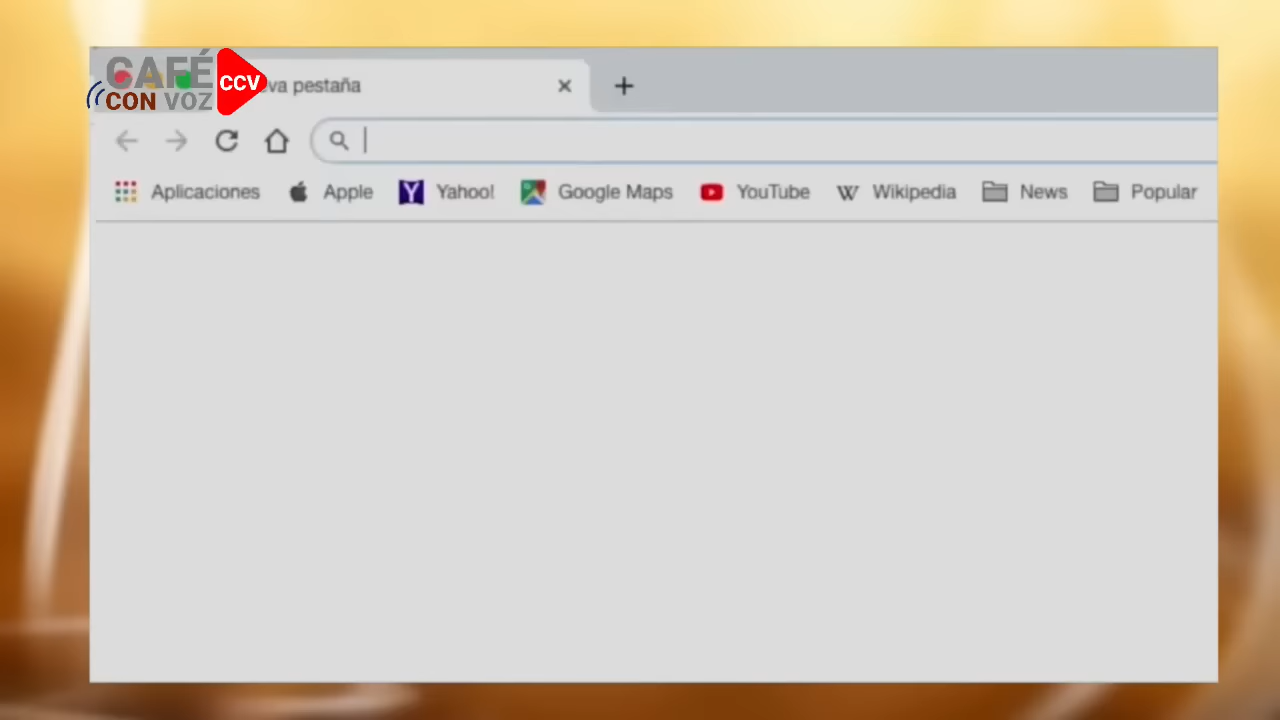 CAFÉ
CON VOZ
CCV
va pestaña
Aplicaciones Apple Yahoo! Google Maps YouTube Wikipedia News Popular